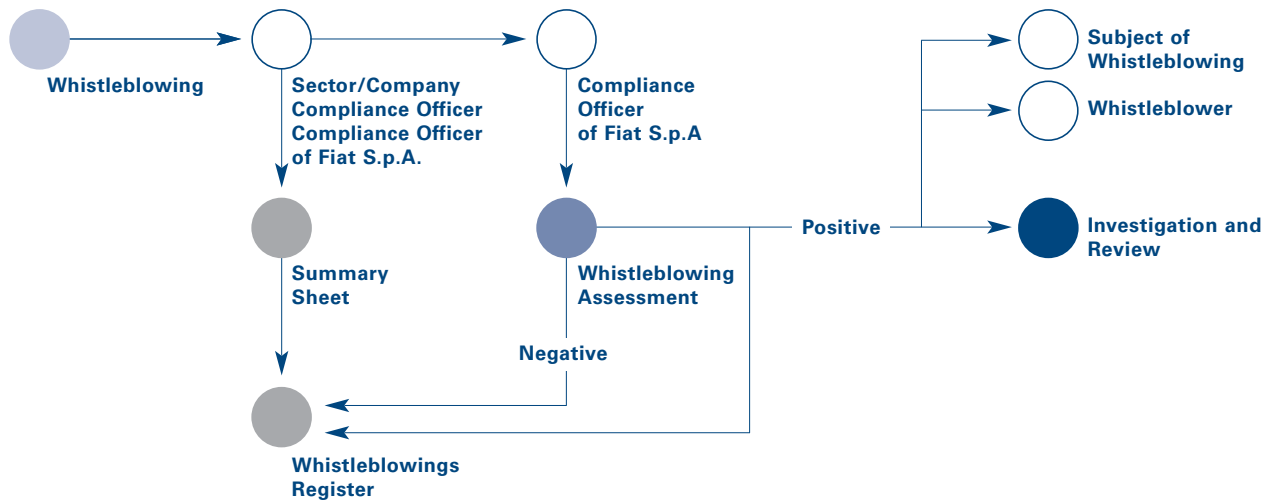 Whistleblowing
Sector/Company
Compliance Officer
Compliance Officer
of Fiat S.p.A.
Compliance
Officer
of Fiat S.p.A
Subject of
Whistleblowing
Whistleblower
Summary
Sheet
Whistleblowing
Assessment
Positive
Investigation and
Review
Negative
Whistleblowings
Register